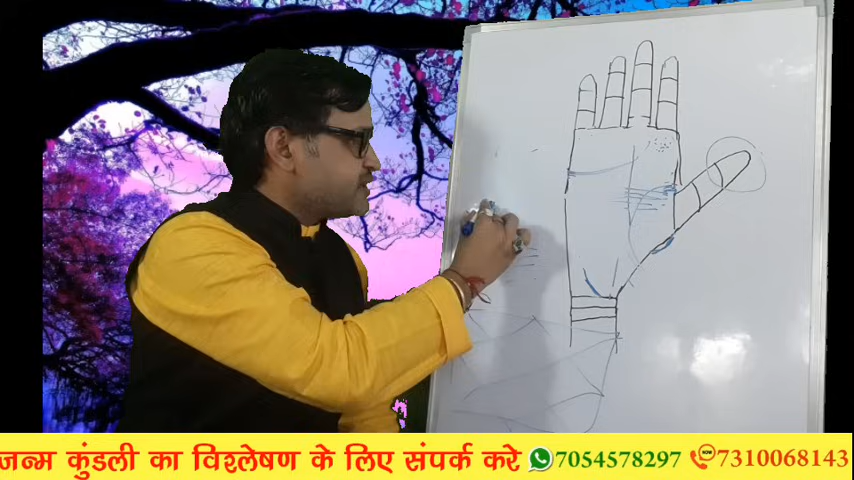 जन्म कुंडली का विश्लेषण के लिए संपर्क करे 7054578297 7310068143